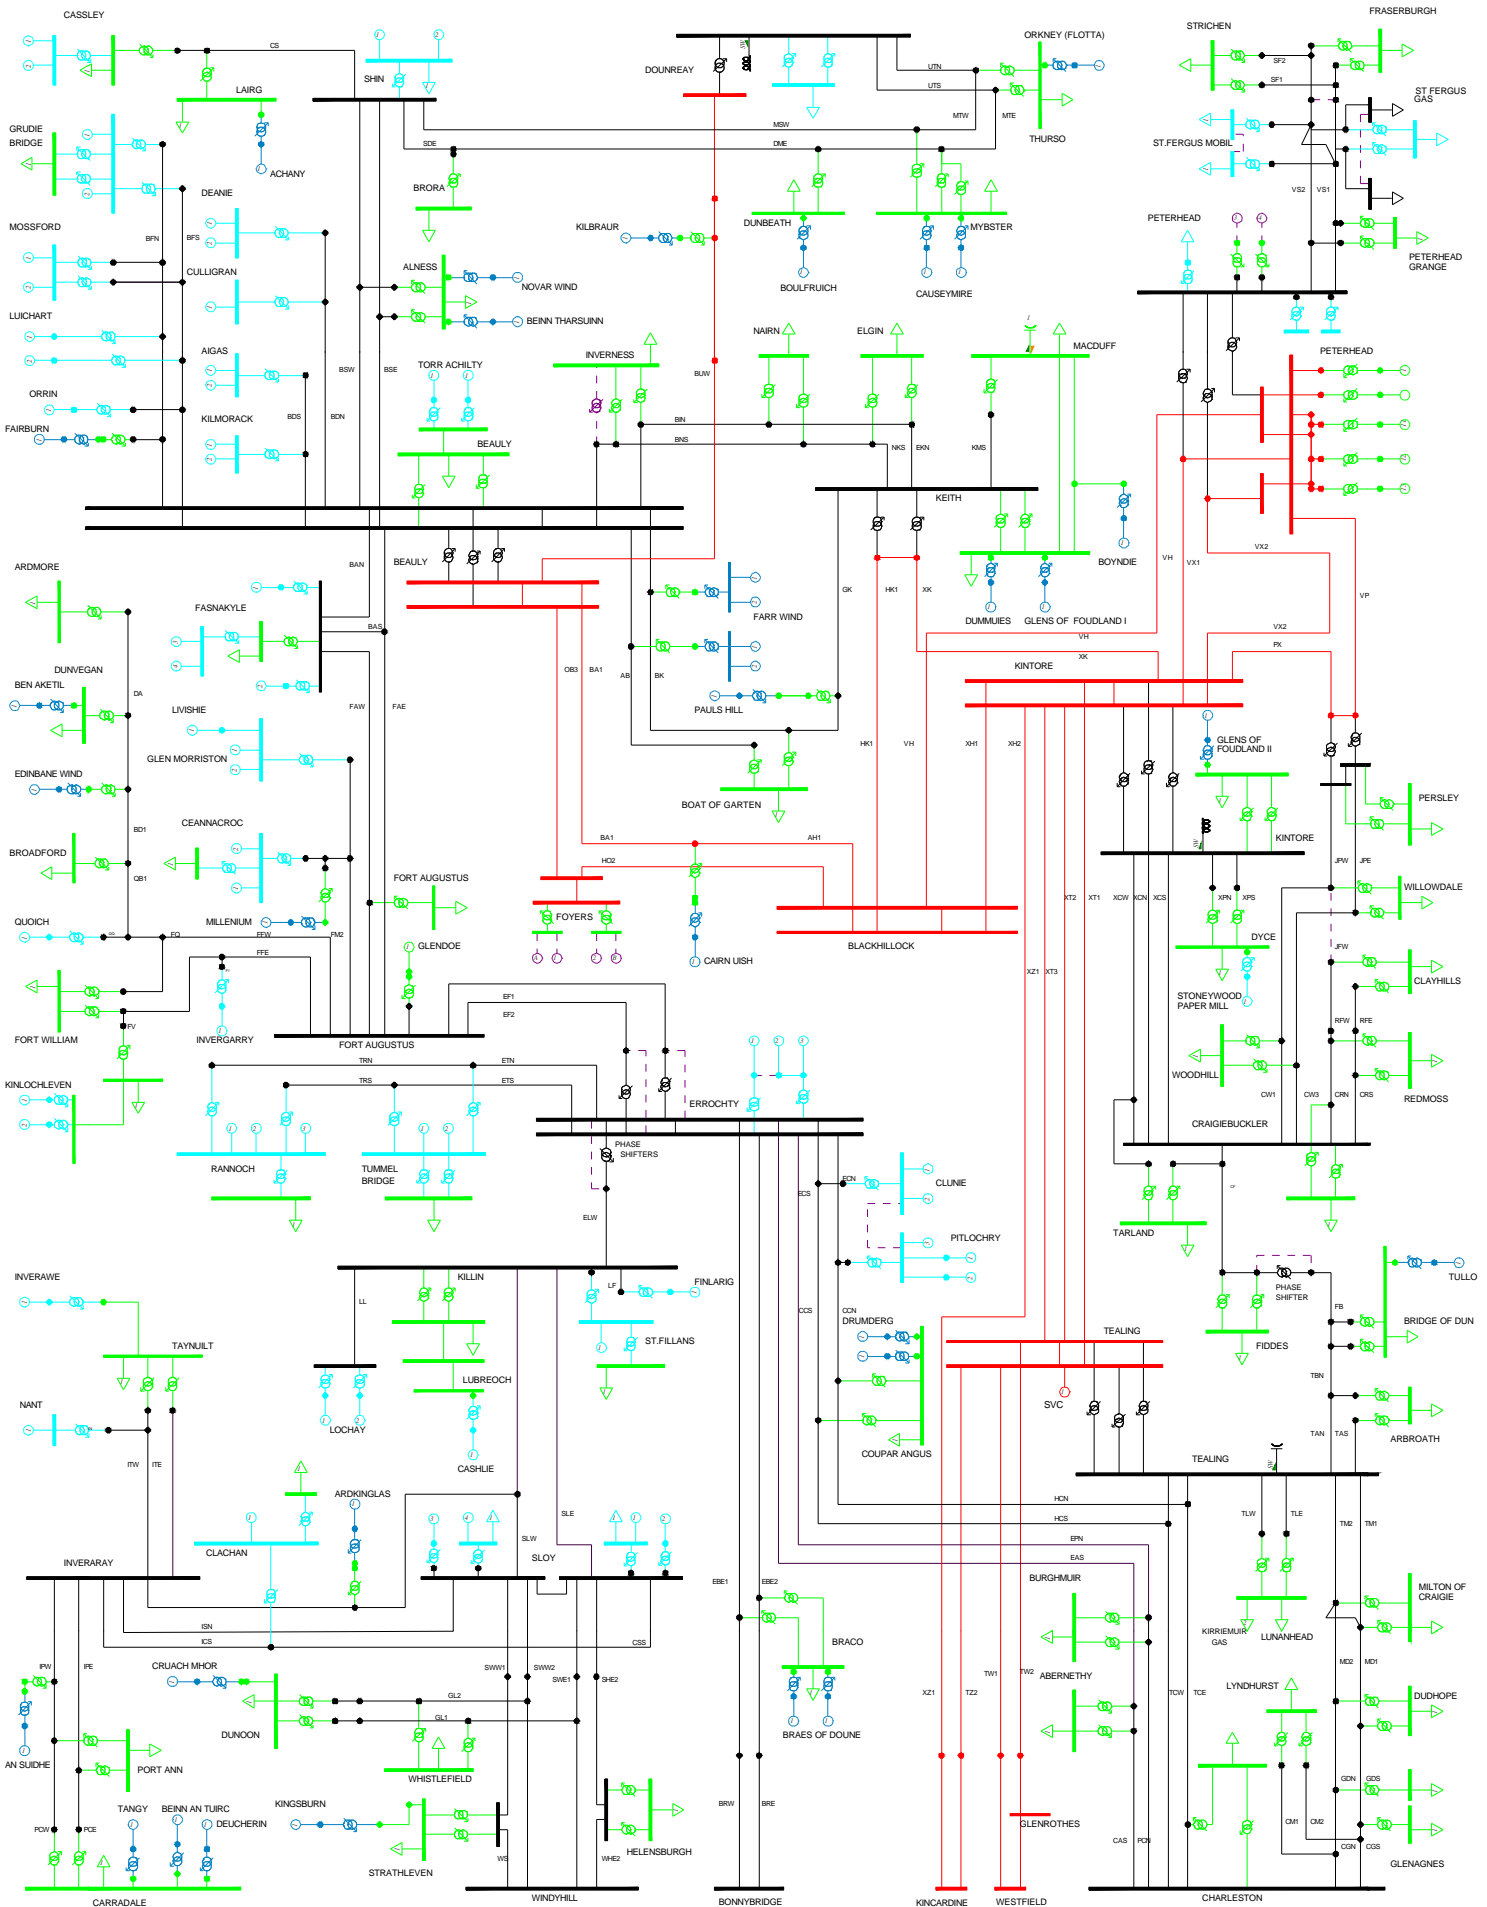 CASSLEY
CS
SHIN
DOUNREAY
UTN
UTS
ORKNEY (FLOTTA)
STRICHEN
FRASERBURGH
SF2
SF1
LAIRG
ST FERGUS
GAS
GRUDIE
BRIDGE
ACHANY
MSW
MTW
MTE
SDE
DME
THURSO
ST.FERGUS MOBIL
DEANIE
BRORA
VS2
VS1
MOSSFORD
BFN
BFS
KILBRAUR
DUNBEATH
MYBSTER
PETERHEAD
PETERHEAD
GRANGE
CULLIGRAN
ALNESS
NOVAR WIND
BOULFRUICH
CAUSEYMIRE
LUICHART
BEINN THARSUINN
NAIRN
ELGIN
MACDUFF
AIGAS
INVERNESS
PETERHEAD
TORR ACHILTY
BSW
BSE
BUW
ORRIN
KILMORACK
BDS
BDN
FAIRBURN
BEAULY
BIN
BNS
NKS
EKN
KMS
KEITH
BEAULY
BAN
BOYNDIE
VH
VX1
VX2
ARDMORE
FASNAKYLE
BAS
FARR WIND
GK
HK1
XK
DUMMUIES
GLENS OF FOUDLAND I
VP
VH
XK
VX2
PX
DUNVEGAN
BEN AKETIL
DA
LIVISHIE
FAW
FAE
OB3
BA1
AB
BK
PAULS HILL
KINTORE
GLEN MORRISTON
HK1
VH
XH1
XH2
GLENS OF
FOUDLAND II
EDINBANE WIND
BOAT OF GARTEN
PERSLEY
BD1
CEANNACROC
BROADFORD
QB1
BA1
AH1
HO2
KINTORE
JPW
JPE
FORT AUGUSTUS
FOYERS
XT2
XT1
XCW
XCN
XCS
XPN
XPS
WILLOWDALE
QUOICH
MILLENIUM
FQ
FFW
FM2
FFE
GLENDOE
BLACKHILLOCK
CAIRN UISH
DYCE
JFW
XZ1
XT3
CLAYHILLS
STONEYWOOD
PAPER MILL
EF1
EF2
FV
FORT WILLIAM
INVERGARRY
FORT AUGUSTUS
RFW
RFE
TRN
ETN
TRS
ETS
WOODHILL
KINLOCHLEVEN
ERROCHTY
CW1
CW3
CRN
CRS
REDMOSS
CRAIGIEBUCKLER
PHASE
SHIFTERS
RANNOCH
TUMMEL
BRIDGE
ECS
ECN
CLUNIE
CF
ELW
PITLOCHRY
TARLAND
INVERAWE
KILLIN
LF
FINLARIG
LL
CCS
CCN
PHASE
SHIFTER
TULLO
DRUMDERG
FB
BRIDGE OF DUN
TAYNUILT
ST.FILLANS
TEALING
FIDDES
LUBREOCH
TBN
NANT
LOCHAY
SVC
CASHLIE
COUPAR ANGUS
TAN
TAS
ARBROATH
ITW
ITE
TEALING
ARDKINGLAS
HCN
HCS
SLE
SLW
TLW
TLE
TM2
TM1
EPN
EAS
CLACHAN
INVERARAY
SLOY
EBE1
EBE2
BURGHMUIR
MILTON OF
CRAIGIE
ISN
ICS
CSS
KIRRIEMUIR
GAS
LUNANHEAD
BRACO
CRUACH MHOR
IPW
IPE
SWW1
SWW2
SWE1
SHE2
TW1
TW2
ABERNETHY
MD2
MD1
GL2
GL1
XZ1
TZ2
TCW
TCE
LYNDHURST
DUDHOPE
DUNOON
BRAES OF DOUNE
AN SUIDHE
PORT ANN
WHISTLEFIELD
TANGY
BEINN AN TUIRC
DEUCHERIN
KINGSBURN
BRW
BRE
GDN
GDS
GLENROTHES
PCW
PCE
HELENSBURGH
CM1
CM2
CAS
PCN
CGN
CGS
STRATHLEVEN
WS
WHE2
GLENAGNES
CARRADALE
WINDYHILL
BONNYBRIDGE
KINCARDINE
WESTFIELD
CHARLESTON